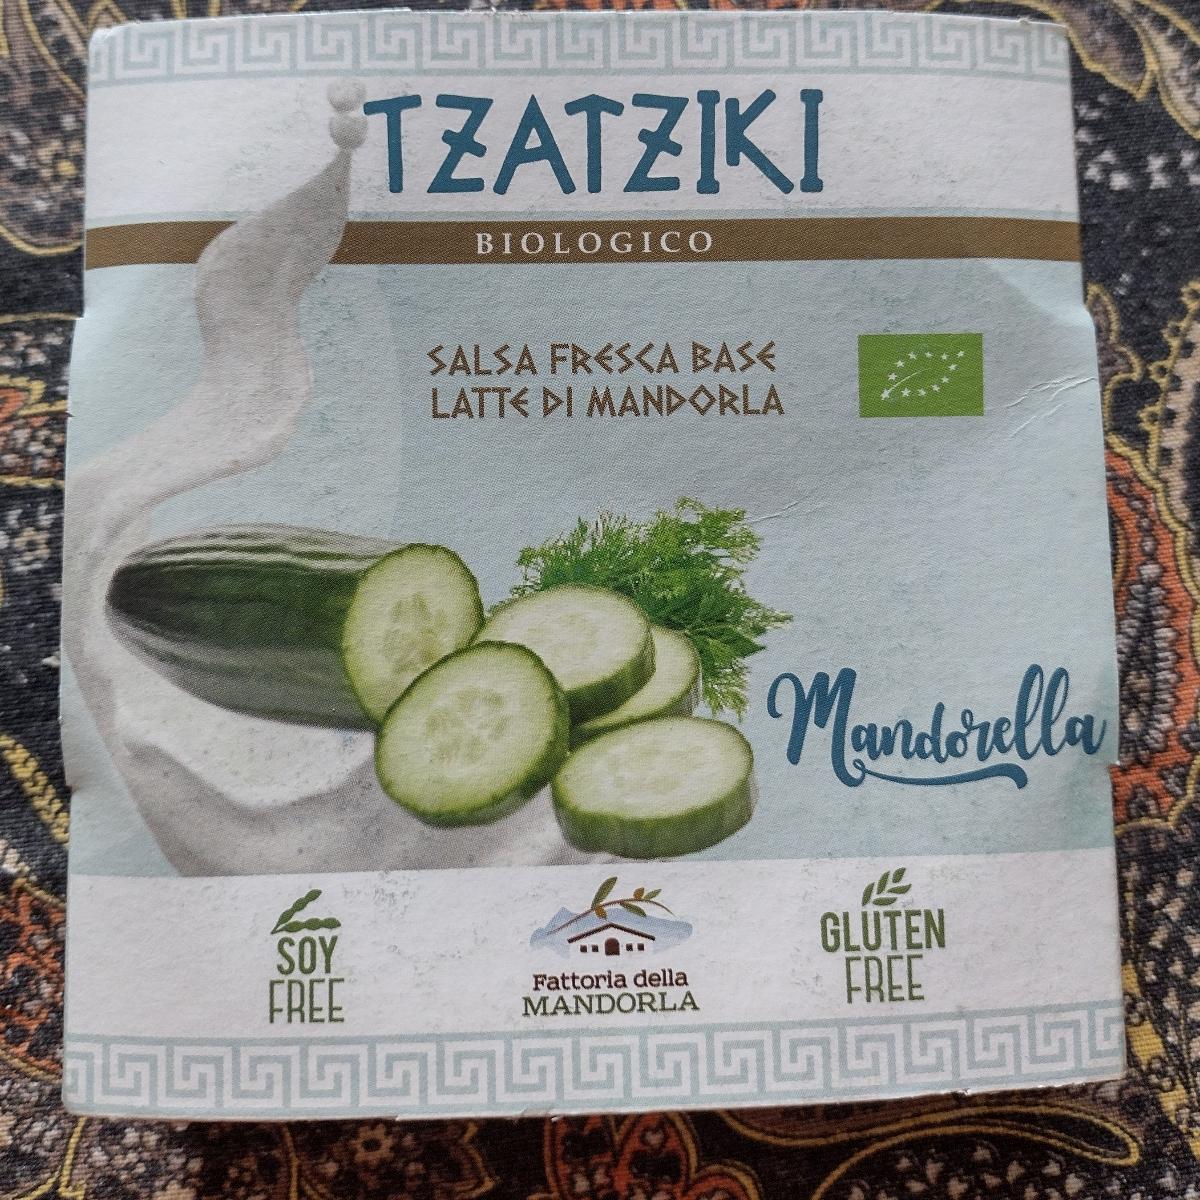 TZATZIKI
BIOLOGICO
SALSA FRESCA BASE
LATTE DI MANDORLA
Mandorella
SOY
FREE
Fattoria della
MANDORLA
GLUTEN
FREE